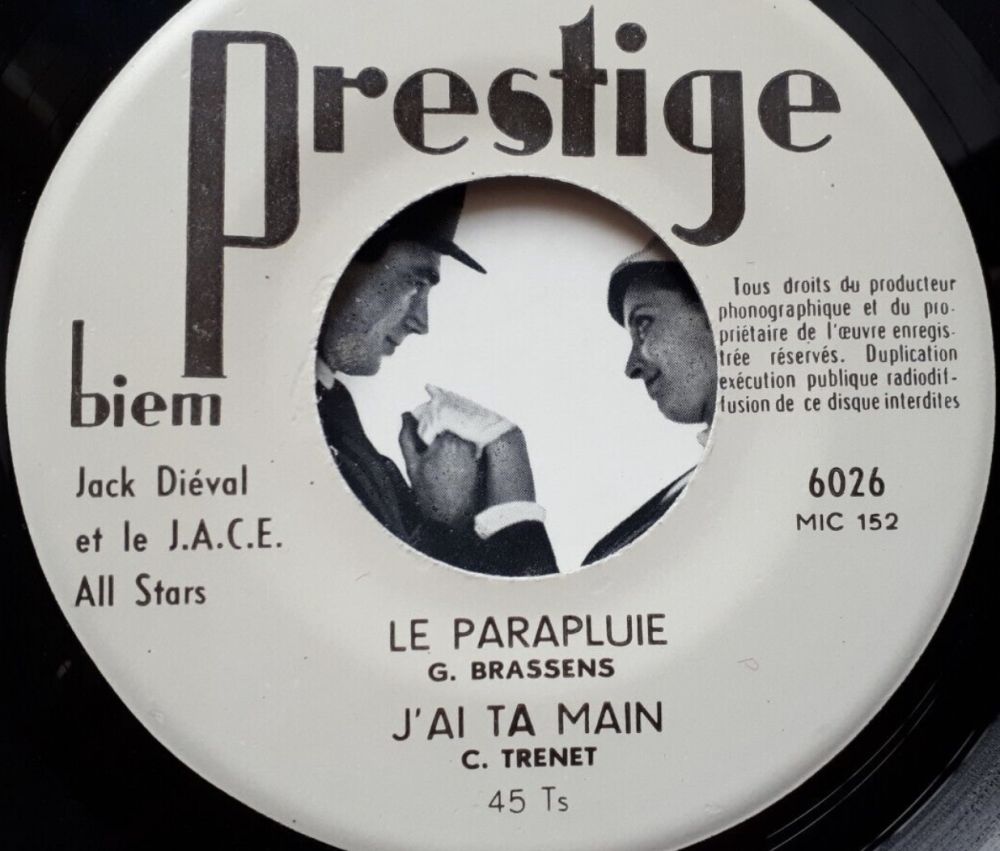 Prestige
biem
Tous droits du producteur
phonographique et du pro-
priétaire de l'œuvre enregis-
trée réservés. Duplication
exécution publique radiodif-
fusion de ce disque interdites
Jack Diéval
et le J.A.C.E.
All Stars
6026
MIC 152
LE PARAPLUIE
G. BRASSENS
J'AI TA MAIN
C. TRENET
45 Ts